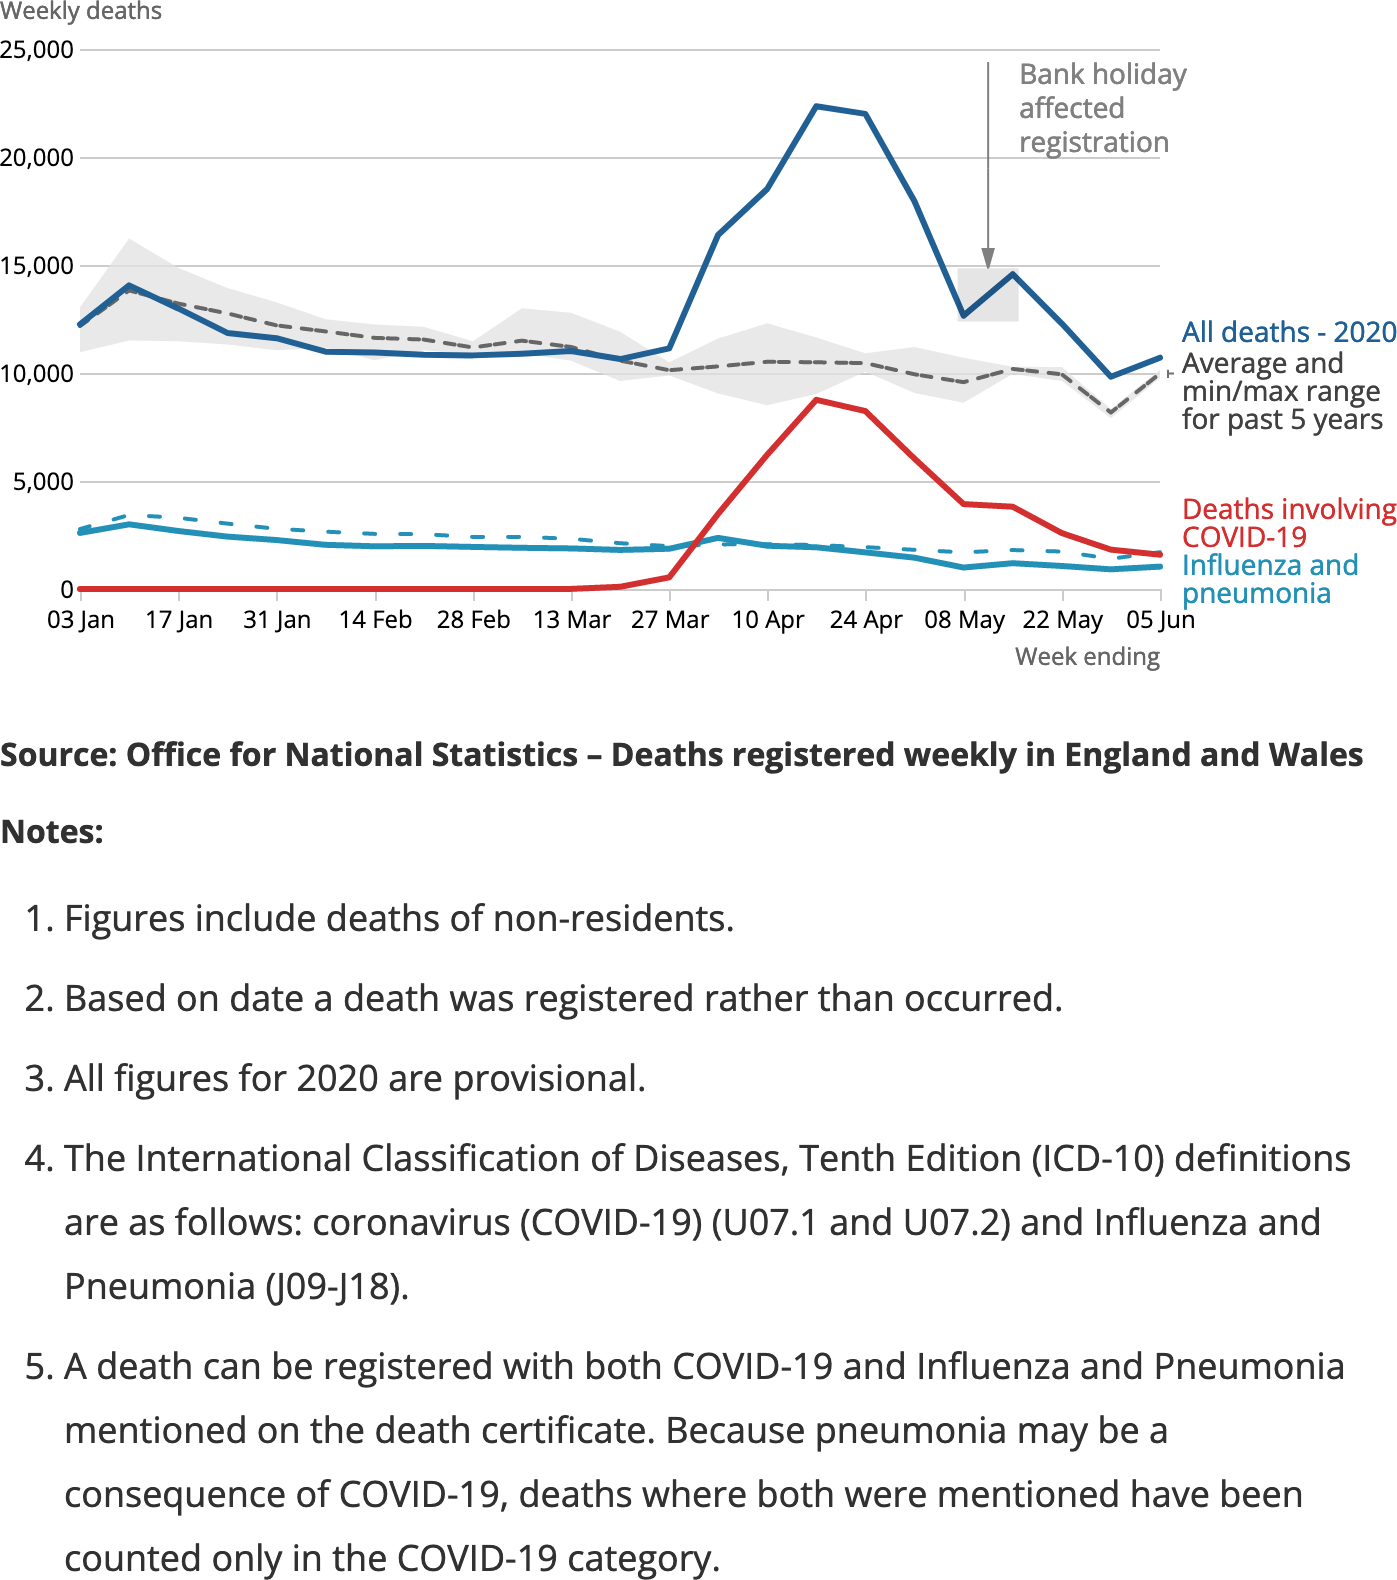 Weekly deaths
25,000
20,000
15,000
10,000
5,000
0
Bank holiday
affected
registration
All deaths - 2020
Average and
min/max range
for past 5 years
Deaths involving
COVID-19
Influenza and
pneumonia
03 Jan 17 Jan 31 Jan 14 Feb 28 Feb 13 Mar 27 Mar 10 Apr 24 Apr 08 May 22 May 05 Jun
Week ending
Source: Office for National Statistics – Deaths registered weekly in England and Wales
Notes:
1. Figures include deaths of non-residents.
2. Based on date a death was registered rather than occurred.
3. All figures for 2020 are provisional.
4. The International Classification of Diseases, Tenth Edition (ICD-10) definitions
are as follows: coronavirus (COVID-19) (U07.1 and U07.2) and Influenza and
Pneumonia (J09-J18).
5. A death can be registered with both COVID-19 and Influenza and Pneumonia
mentioned on the death certificate. Because pneumonia may be a
consequence of COVID-19, deaths where both were mentioned have been
counted only in the COVID-19 category.